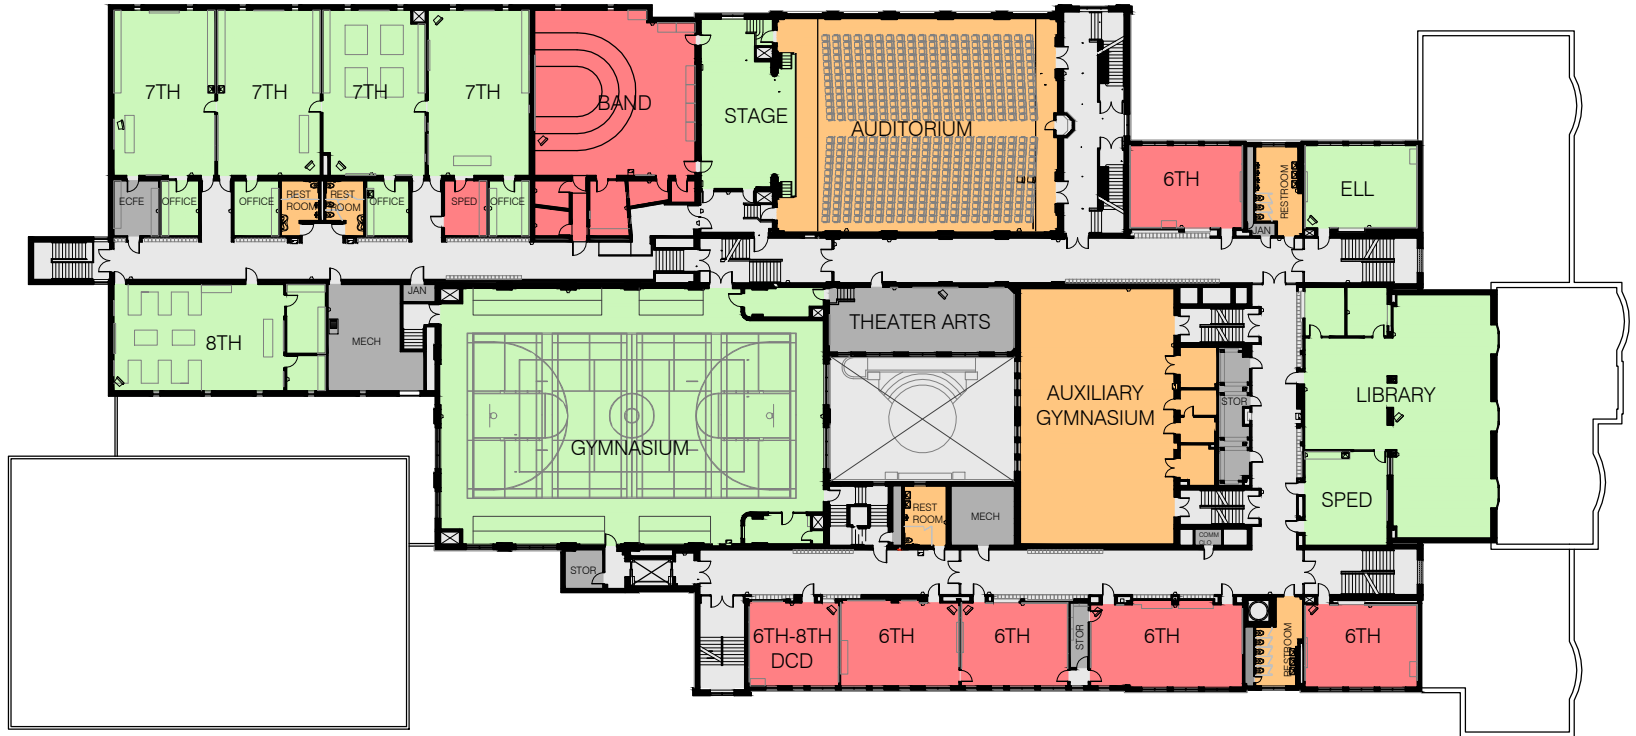 7TH
7TH
7TH
7TH
BAND
STAGE
AUDITORIUM
6TH
RESTROOM
ELL
JAN
ECFE
OFFICE
OFFICE
REST
ROOM
REST
ROOM
OFFICE
SPED
OFFICE
8TH
MECH
JAN
GYMNASIUM
THEATER ARTS
AUXILIARY
GYMNASIUM
STOR
LIBRARY
SPED
REST
ROOM
MECH
COMM
CLO
STOR
6TH-8TH
DCD
6TH
6TH
STOR
6TH
RESTROOM
6TH